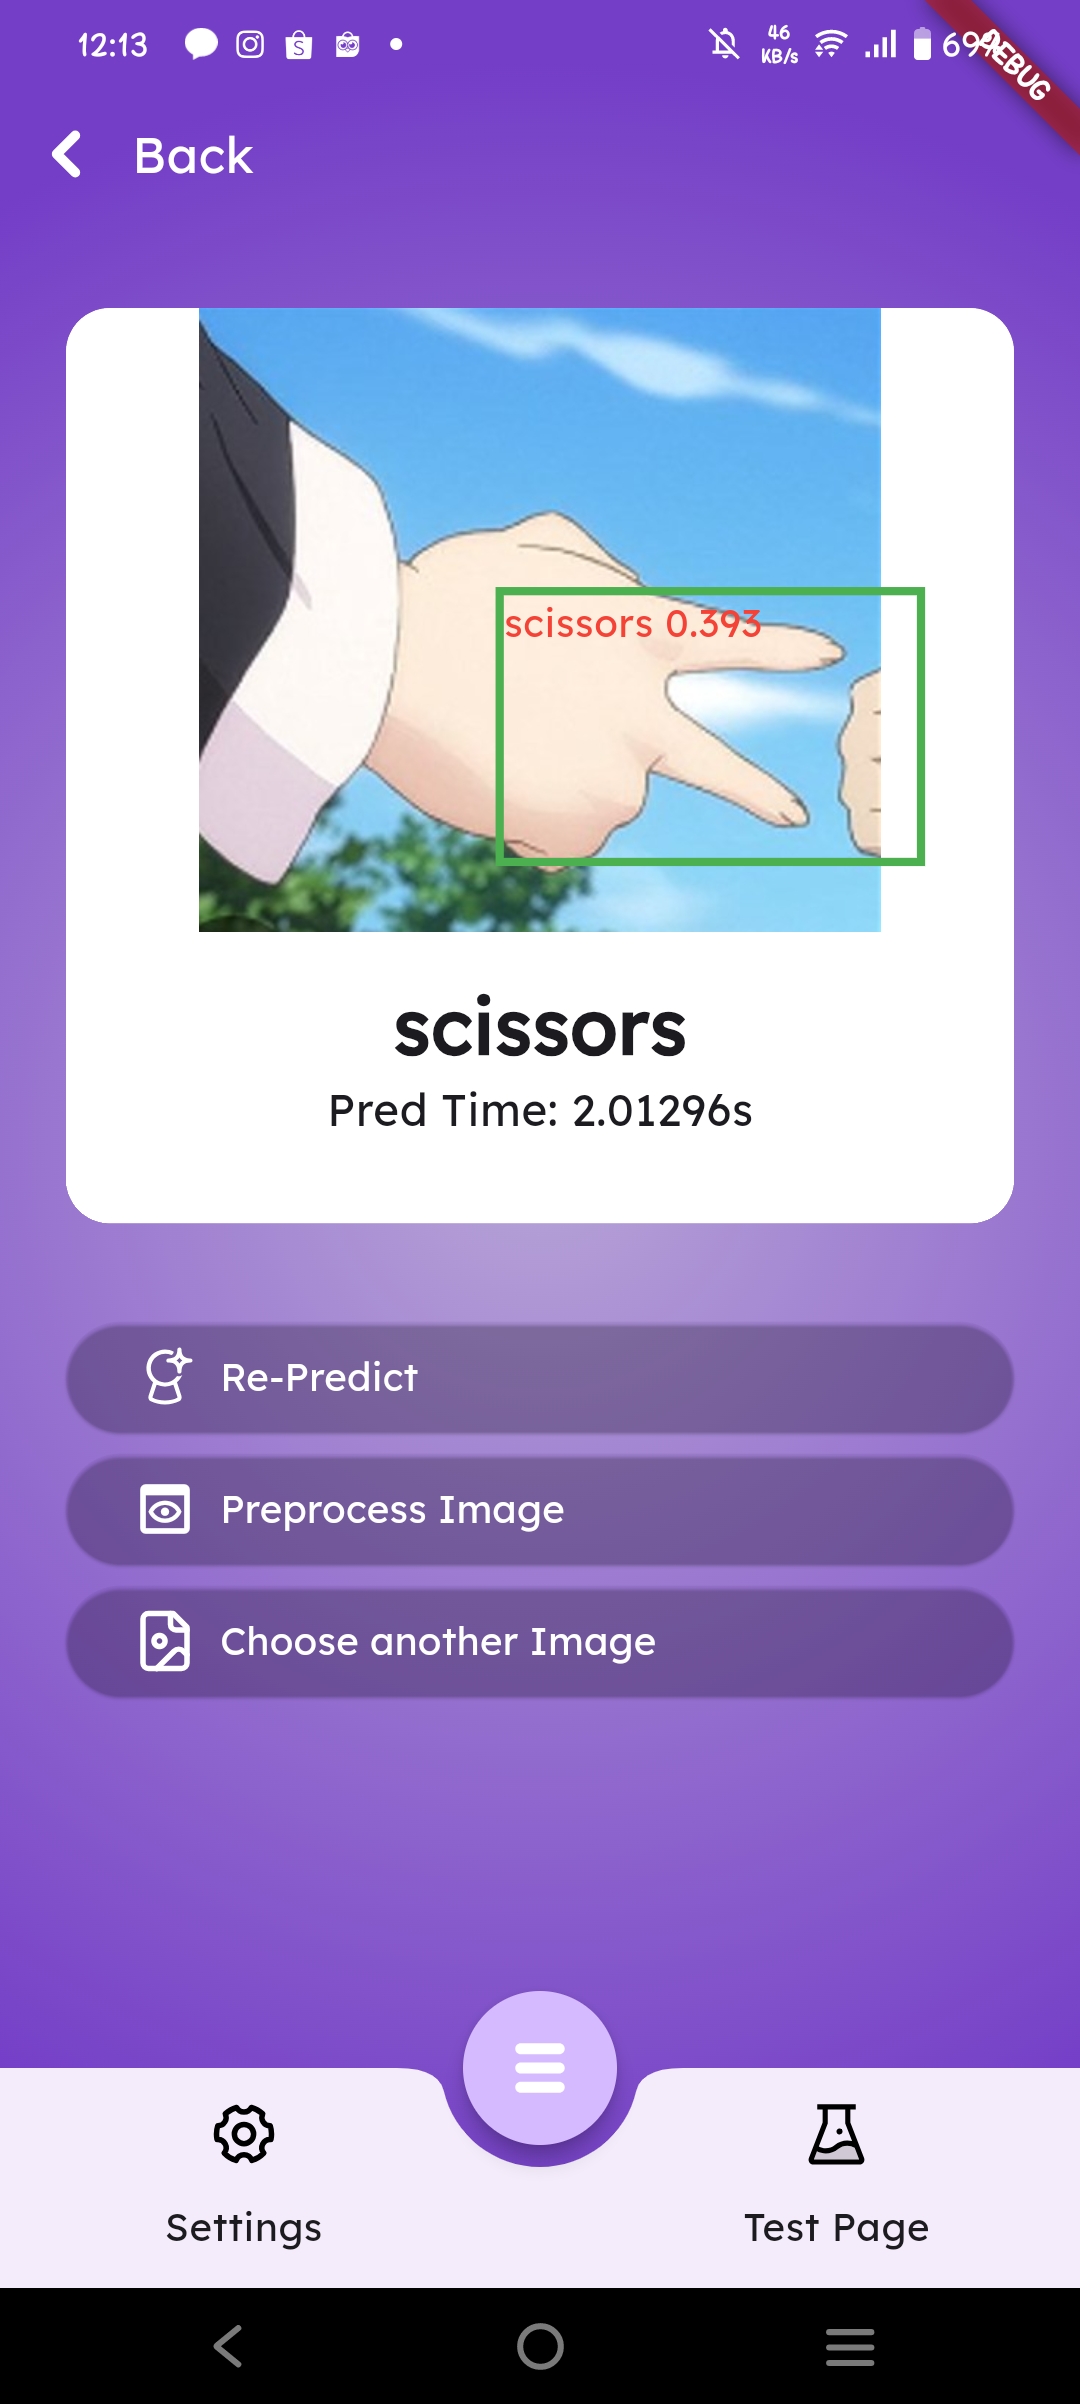 12:13
46
KB/s
69%
DEBUG
Back
scissors 0.393
scissors
Pred Time: 2.01296s
Re-Predict
Preprocess Image
Choose another Image
Settings
Test Page